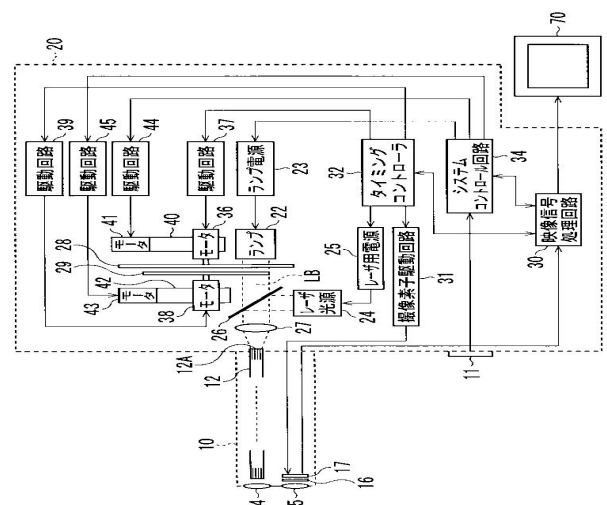 20
70
39
駆動回路
45
駆動回路
44
駆動回路
37
駆動回路
23
ランプ電源
32
タイミング
コントローラ
34
システム
コントロール回路
30
映像信号
処理回路
41
モータ
40
36
モータ
22
ランプ
25
レーザ用電源
31
撮像素子駆動回路
28
29
42
43
モータ
38
モータ
LB
26
レーザ
光源
24
27
12A
12
11
10
17
16